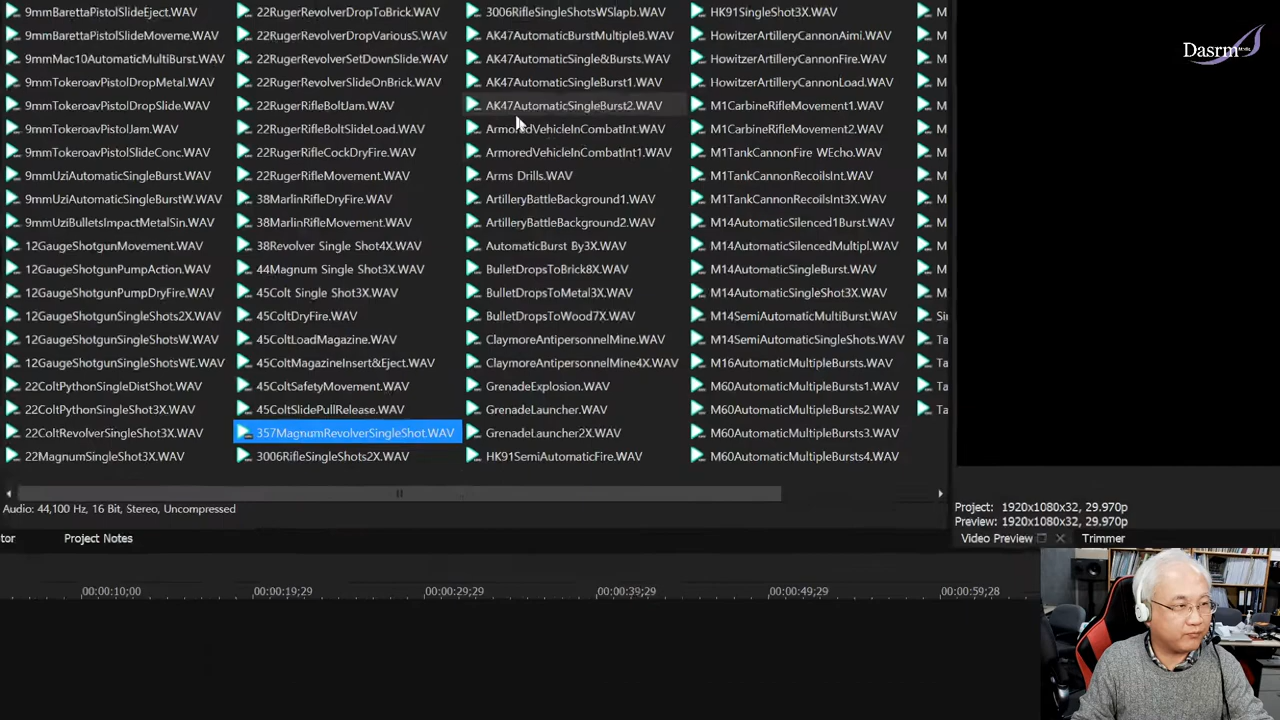 9mmBarettaPistolSlideEject.WAV
9mmBarettaPistolSlideMoveme.WAV
9mmMac10AutomaticMultiBurst.WAV
9mmTokeroavPistolDropMetal.WAV
9mmTokeroavPistolDropSlide.WAV
9mmTokeroavPistolJam.WAV
9mmTokeroavPistolSlideConc.WAV
9mmUziAutomaticSingleBurst.WAV
9mmUziAutomaticSingleBurstW.WAV
9mmUziBulletsImpactMetalSin.WAV
12GaugeShotgunMovement.WAV
12GaugeShotgunPumpAction.WAV
12GaugeShotgunPumpDryFire.WAV
12GaugeShotgunSingleShots2X.WAV
12GaugeShotgunSingleShotsW.WAV
12GaugeShotgunSingleShotsWE.WAV
22ColtPythonSingleDistShot.WAV
22ColtPythonSingleShot3X.WAV
22ColtRevolverSingleShot3X.WAV
22MagnumSingleShot3X.WAV
22RugerRevolverDropToBrick.WAV
22RugerRevolverDropVariousS.WAV
22RugerRevolverSetDownSlide.WAV
22RugerRevolverSlideOnBrick.WAV
22RugerRifleBoltJam.WAV
22RugerRifleBoltSlideLoad.WAV
22RugerRifleCockDryFire.WAV
22RugerRifleMovement.WAV
38MarlinRifleDryFire.WAV
38MarlinRifleMovement.WAV
38Revolver Single Shot4X.WAV
44Magnum Single Shot3X.WAV
45Colt Single Shot3X.WAV
45ColtDryFire.WAV
45ColtLoadMagazine.WAV
45ColtMagazineInsert&Eject.WAV
45ColtSafetyMovement.WAV
45ColtSlidePullRelease.WAV
357MagnumRevolverSingleShot.WAV
3006RifleSingleShots2X.WAV
3006RifleSingleShotsWSlapb.WAV
AK47AutomaticBurstMultipleB.WAV
AK47AutomaticSingle&Bursts.WAV
AK47AutomaticSingleBurst1.WAV
AK47AutomaticSingleBurst2.WAV
ArmoredVehicleInCombatInt.WAV
ArmoredVehicleInCombatInt1.WAV
Arms Drills.WAV
ArtilleryBattleBackground1.WAV
ArtilleryBattleBackground2.WAV
AutomaticBurst By3X.WAV
BulletDropsToBrick8X.WAV
BulletDropsToMetal3X.WAV
BulletDropsToWood7X.WAV
ClaymoreAntipersonnelMine.WAV
ClaymoreAntipersonnelMine4X.WAV
GrenadeExplosion.WAV
GrenadeLauncher.WAV
GrenadeLauncher2X.WAV
HK91SemiAutomaticFire.WAV
HK91SingleShot3X.WAV
HowitzerArtilleryCannonAimi.WAV
HowitzerArtilleryCannonFire.WAV
HowitzerArtilleryCannonLoad.WAV
M1CarbineRifleMovement1.WAV
M1CarbineRifleMovement2.WAV
M1TankCannonFire WEcho.WAV
M1TankCannonRecoilsInt.WAV
M1TankCannonRecoilsInt3X.WAV
M14AutomaticSilenced1Burst.WAV
M14AutomaticSilencedMultipl.WAV
M14AutomaticSingleBurst.WAV
M14AutomaticSingleShot3X.WAV
M14SemiAutomaticMultiBurst.WAV
M14SemiAutomaticSingleShots.WAV
M16AutomaticMultipleBursts.WAV
M60AutomaticMultipleBursts1.WAV
M60AutomaticMultipleBursts2.WAV
M60AutomaticMultipleBursts3.WAV
M60AutomaticMultipleBursts4.WAV
Dasrm
Audio: 44,100 Hz, 16 Bit, Stereo, Uncompressed
Project: 1920x1080x32, 29.970p
Preview: 1920x1080x32, 29.970p
Project Notes
Video Preview
Trimmer
00:00:10;00
00:00:19;29
00:00:29;29
00:00:39;29
00:00:49;29
00:00:59;28